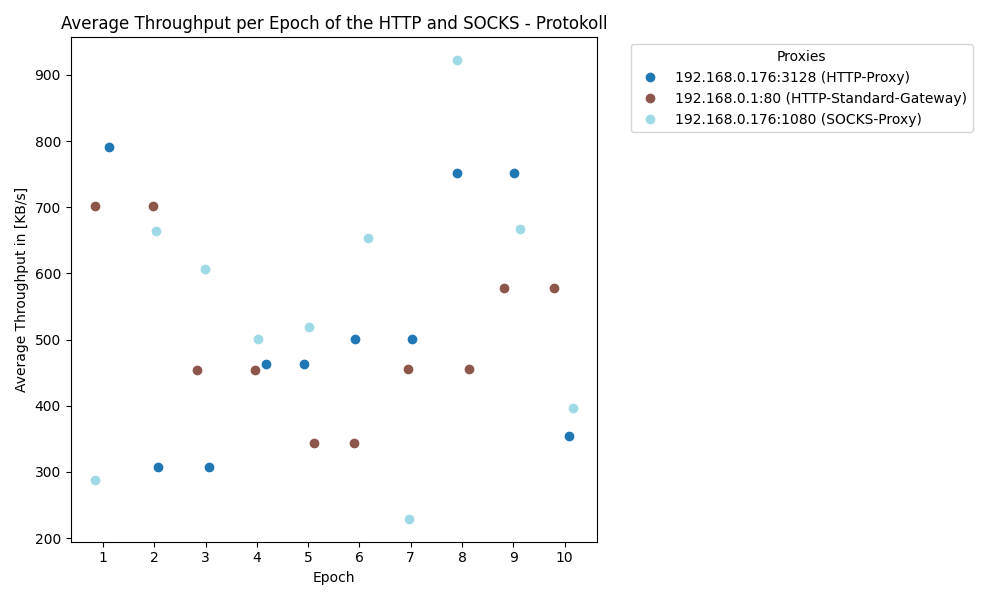 Average Throughput per Epoch of the HTTP and SOCKS - Protokoll
Proxies
192.168.0.176:3128 (HTTP-Proxy)
192.168.0.1:80 (HTTP-Standard-Gateway)
192.168.0.176:1080 (SOCKS-Proxy)
Average Throughput in [KB/s]
900
800
700
600
500
400
300
200
1 2 3 4 5 6 7 8 9 10
Epoch